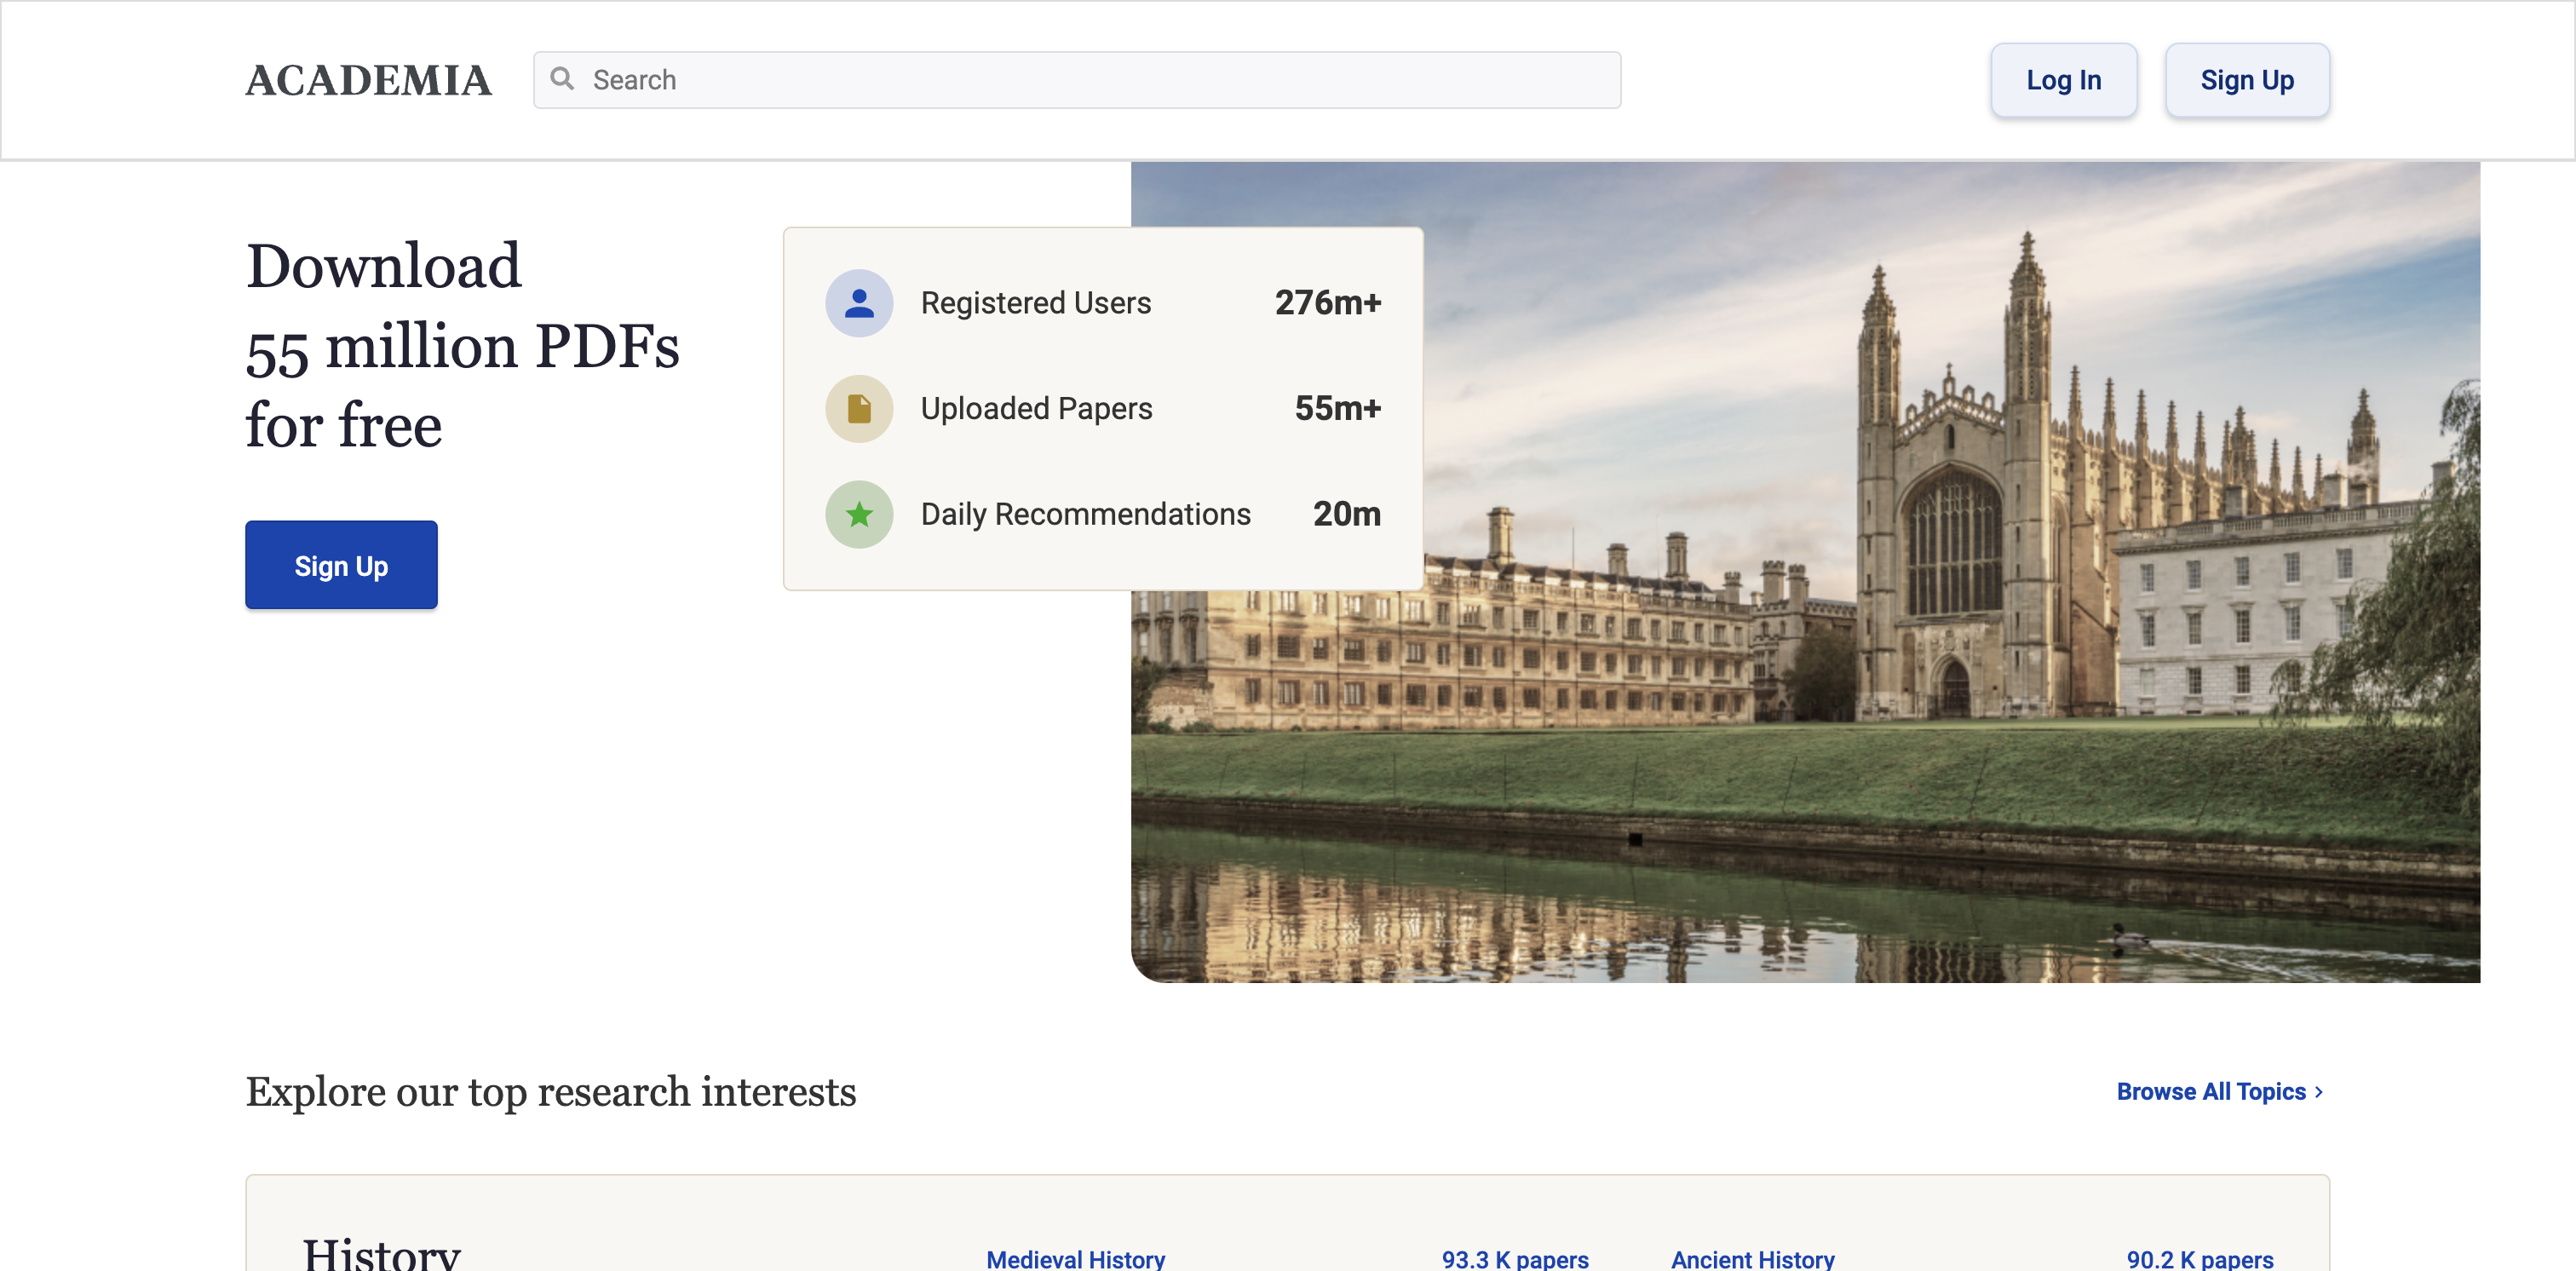 ACADEMIA
Search
Log In
Sign Up
Download
55 million PDFs
for free
Sign Up
Registered Users 276m+
Uploaded Papers 55m+
Daily Recommendations 20m
Explore our top research interests
Browse All Topics ›
History
Medieval History 93.3 K papers
Ancient History 90.2 K papers